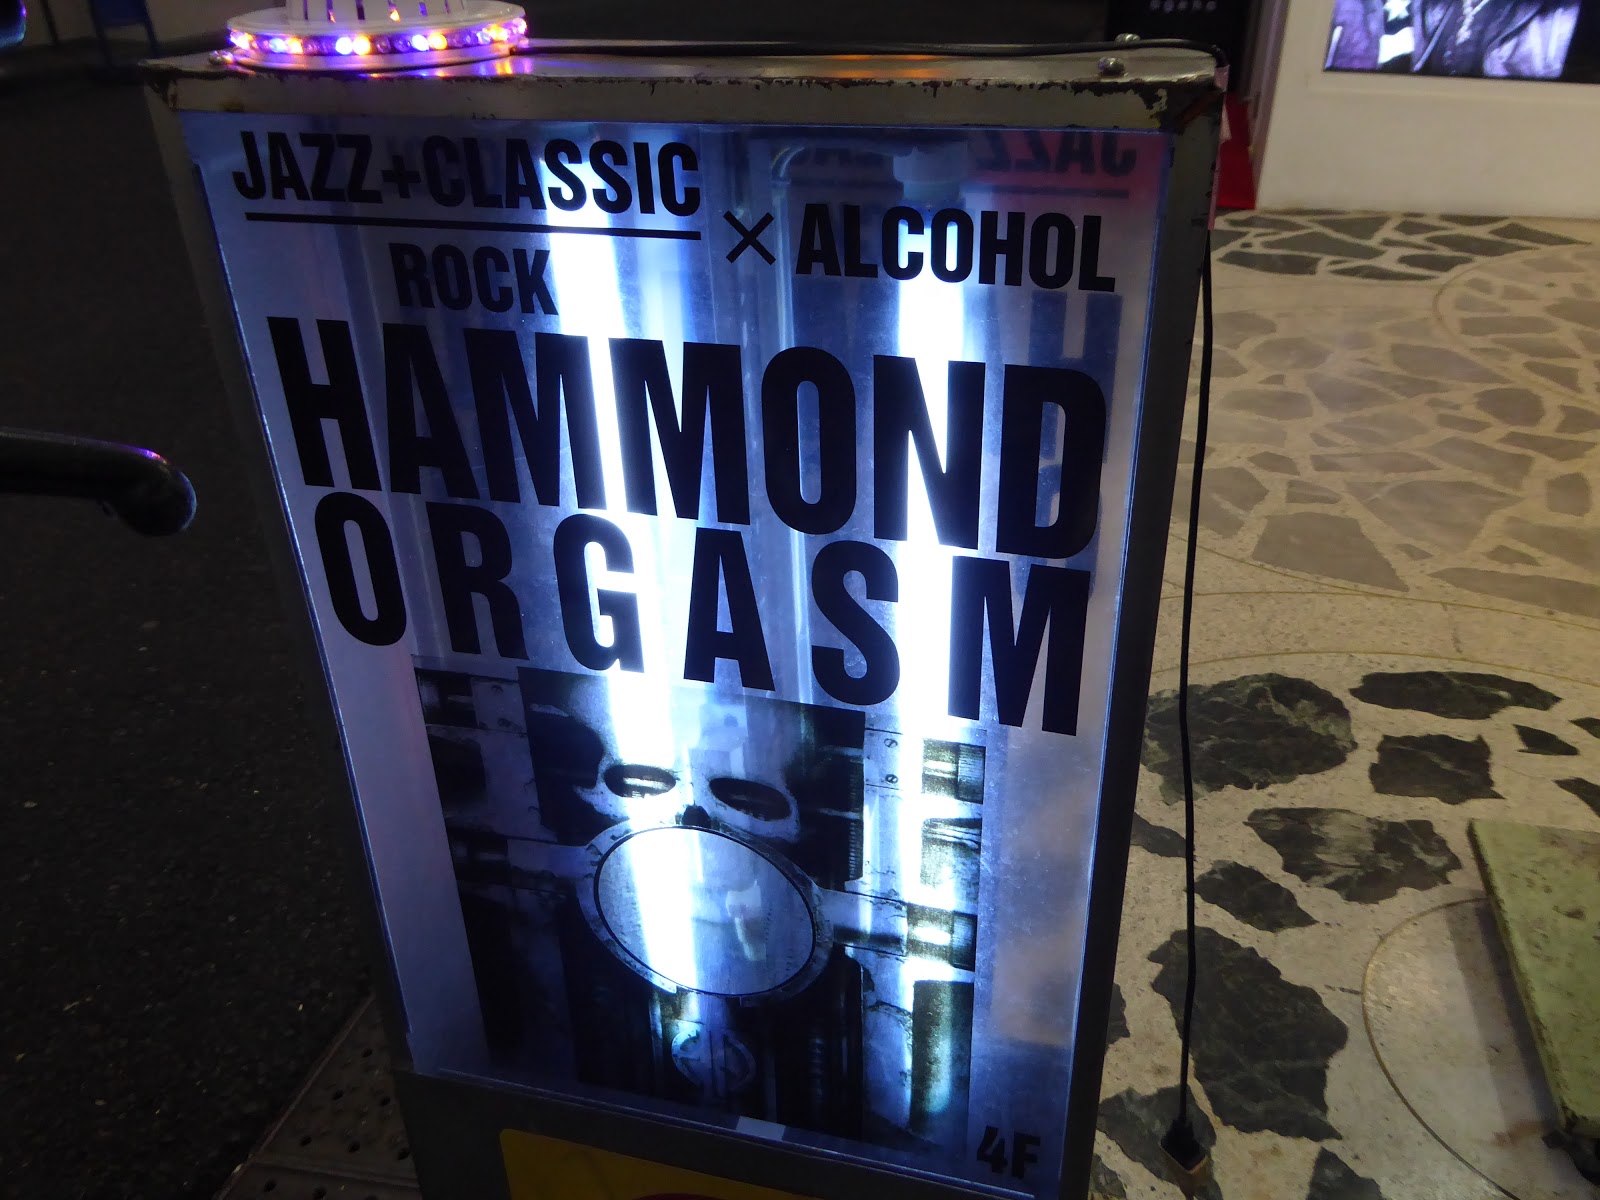 JAZZ+CLASSIC
ROCK
× ALCOHOL
HAMMOND
ORGASM
4F